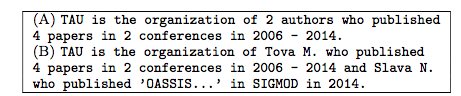 (A) TAU is the organization of 2 authors who published
4 papers in 2 conferences in 2006 - 2014.
(B) TAU is the organization of Tova M. who published
4 papers in 2 conferences in 2006 - 2014 and Slava N.
who published 'OASSIS...' in SIGMOD in 2014.